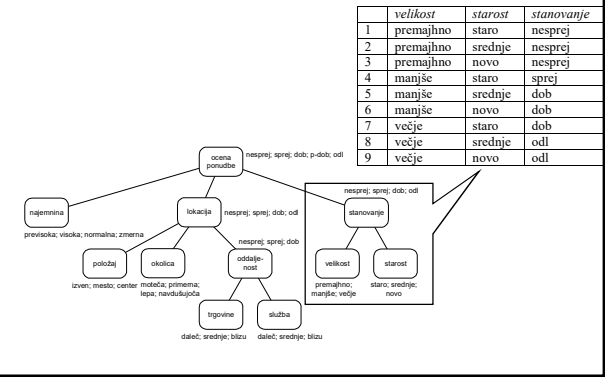 velikost starost stanovanje
1 premajhno staro nesprej
2 premajhno srednje nesprej
3 premajhno novo nesprej
4 manjše staro sprej
5 manjše srednje dob
6 manjše novo dob
7 večje staro dob
8 večje srednje odl
9 večje novo odl
ocena
ponudbe
nesprej; sprej; dob; p-dob; odl
najemnina
previsoka; visoka; normalna; zmerna
lokacija
nesprej; sprej; dob; odl
nesprej; sprej; dob; odl
stanovanje
položaj
izven; mesto; center
okolica
moteča; primerna;
lepa; navdušujoča
nesprej; sprej; dob
oddalje-
nost
velikost
premajhno;
manjše; večje
starost
staro; srednje;
novo
trgovine
daleč; srednje; blizu
služba
daleč; srednje; blizu